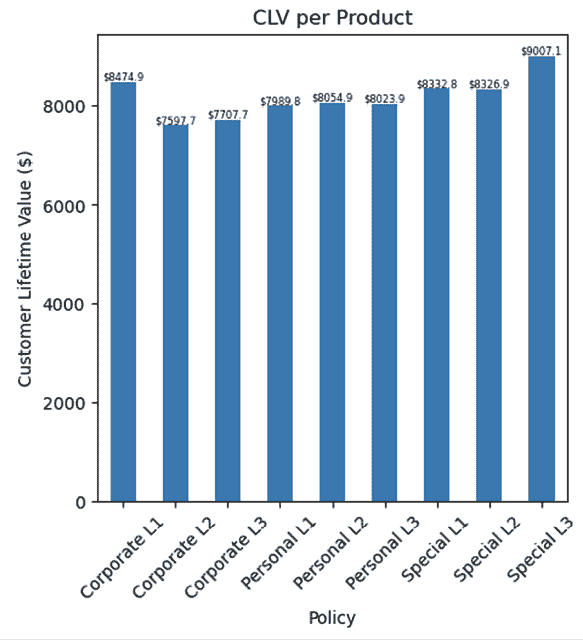 CLV per Product
$8474.9
$7597.7
$7707.7
$7989.8
$8054.9
$8023.9
$8332.8
$8326.9
$9007.1
Customer Lifetime Value ($)
8000
6000
4000
2000
0
Corporate L1
Corporate L2
Corporate L3
Personal L1
Personal L2
Personal L3
Special L1
Special L2
Special L3
Policy